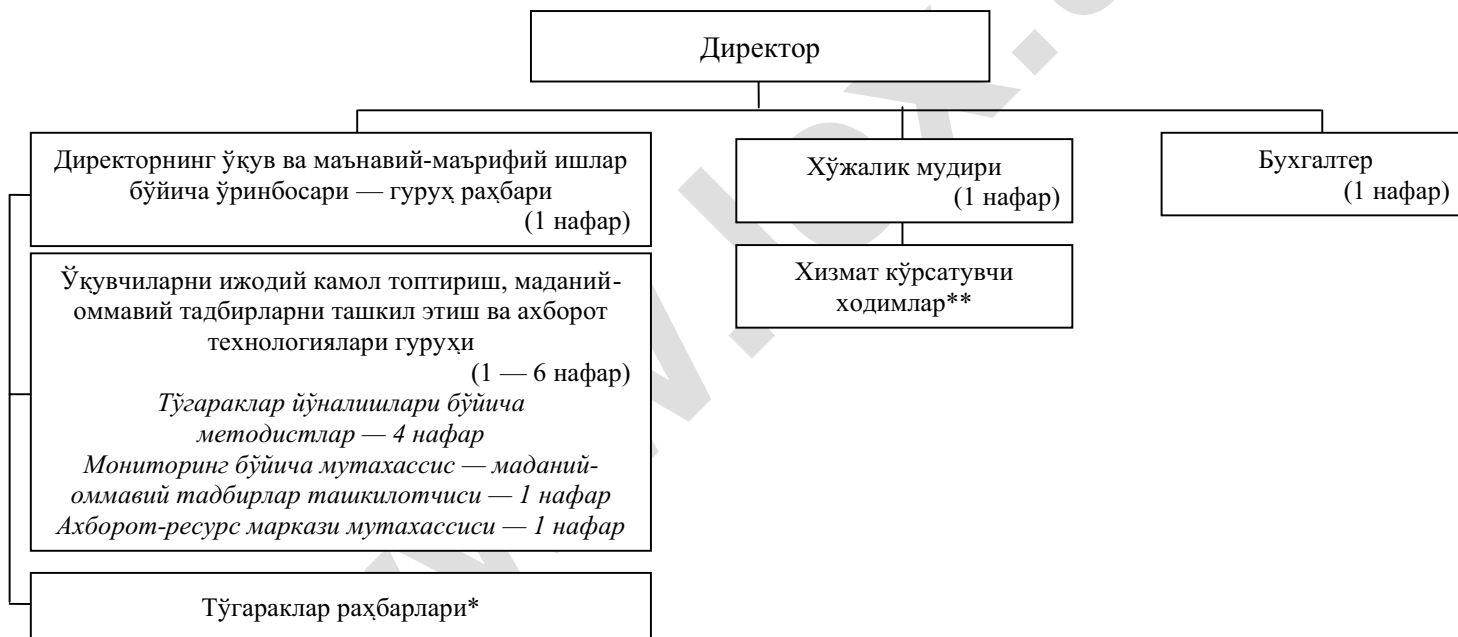 Директор
Директорнинг ўқув ва маънавий-маърифий ишлар
бўйича ўринбосари — гуруҳ раҳбари
(1 нафар)
Хўжалик мудири
(1 нафар)
Бухгалтер
(1 нафар)
Ўқувчиларни ижодий камол топтириш, маданий-
оммавий тадбирларни ташкил этиш ва ахборот
технологиялари гуруҳи
(1 — 6 нафар)
Тўгараклар йўналишлари бўйича
методистлар — 4 нафар
Мониторинг бўйича мутахассис — маданий-
оммавий тадбирлар ташкилотчиси — 1 нафар
Ахборот-ресурс маркази мутахассиси — 1 нафар
Хизмат кўрсатувчи
ходимлар**
Тўгараклар раҳбарлари*